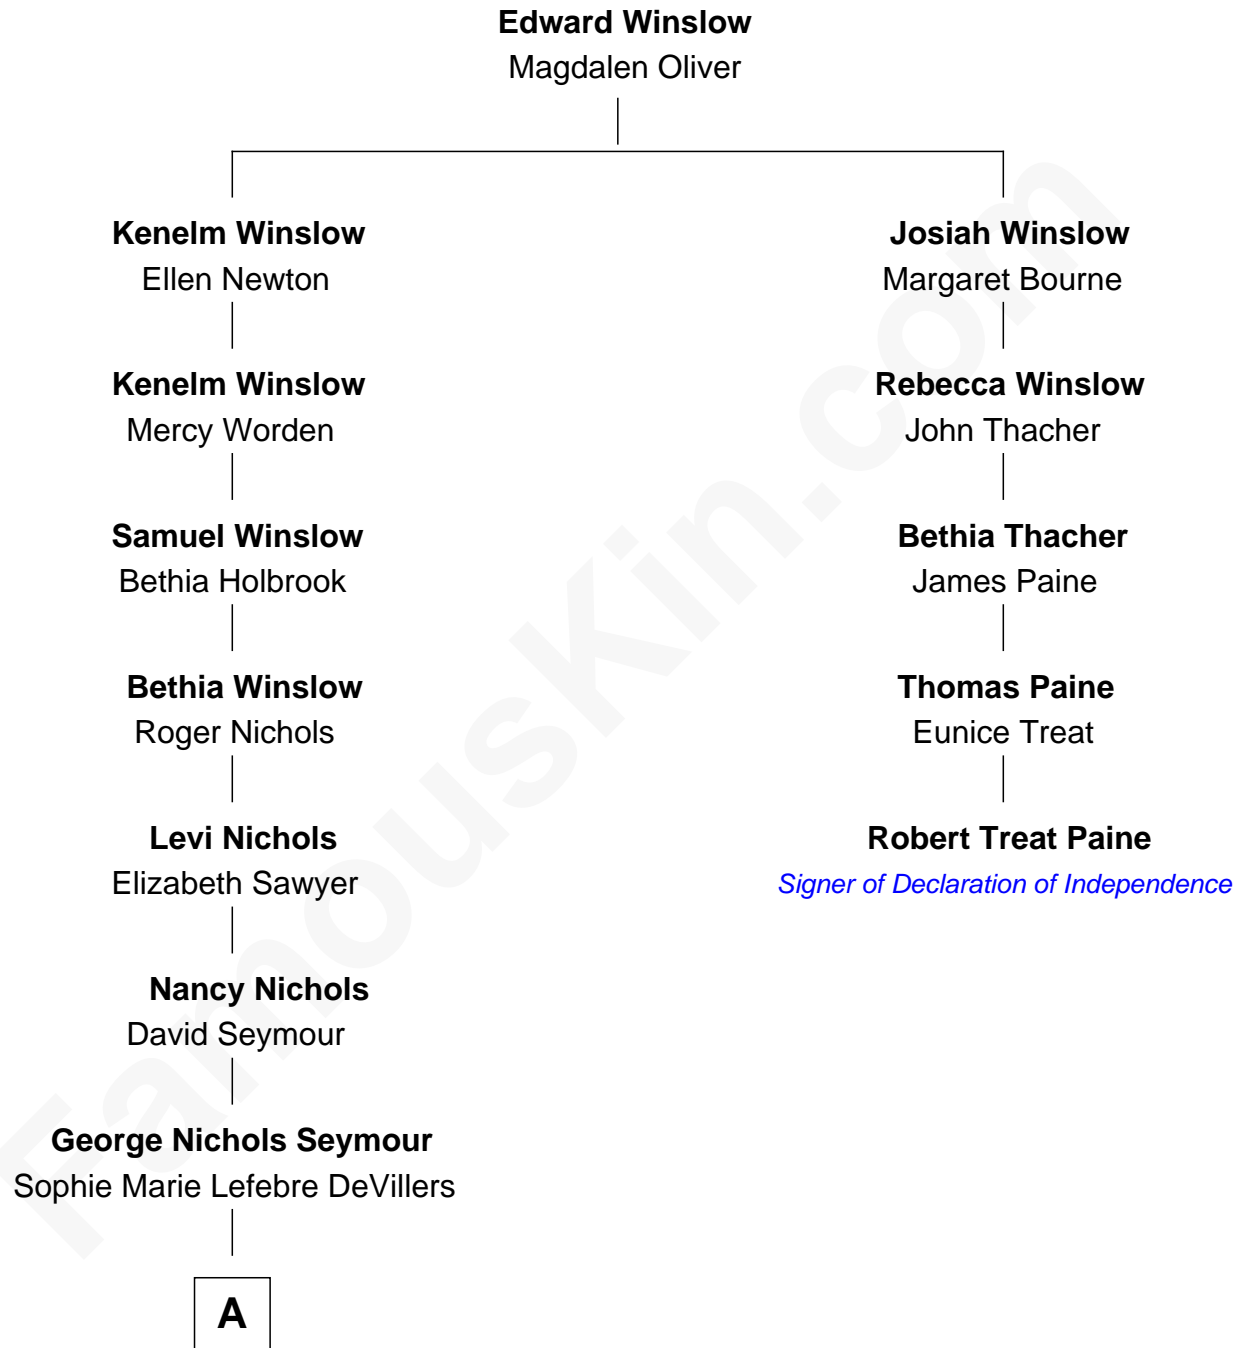 Edward Winslow
Magdalen Oliver
Kenelm Winslow
Ellen Newton
Josiah Winslow
Margaret Bourne
Kenelm Winslow
Mercy Worden
Rebecca Winslow
John Thacher
Samuel Winslow
Bethia Holbrook
Bethia Thacher
James Paine
Bethia Winslow
Roger Nichols
Thomas Paine
Eunice Treat
Levi Nichols
Elizabeth Sawyer
Robert Treat Paine
Signer of Declaration of Independence
Nancy Nichols
David Seymour
George Nichols Seymour
Sophie Marie Lefebre DeVillers
A
FamousKin.com